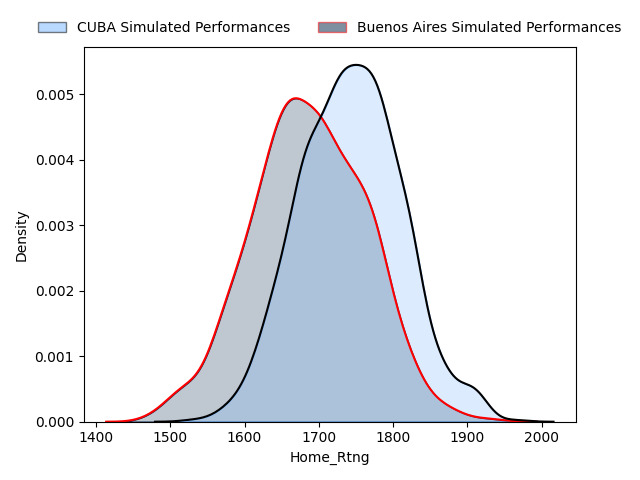 CUBA Simulated Performances
Buenos Aires Simulated Performances
Density
0.005
0.004
0.003
0.002
0.001
0.000
1400 1500 1600 1700 1800 1900 2000
Home_Rtng